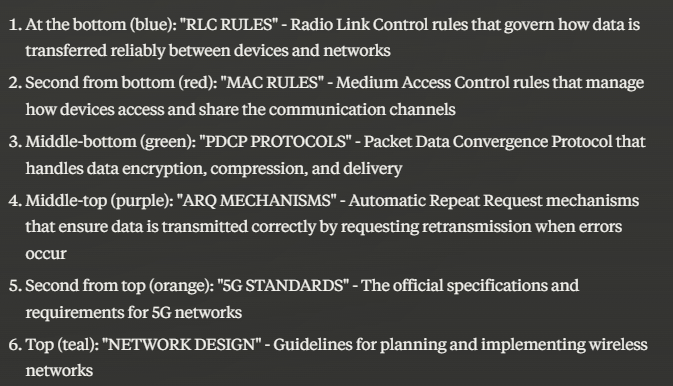 1. At the bottom (blue): "RLC RULES" - Radio Link Control rules that govern how data is
transferred reliably between devices and networks
2. Second from bottom (red): "MAC RULES" - Medium Access Control rules that manage
how devices access and share the communication channels
3. Middle-bottom (green): "PDCP PROTOCOLS" - Packet Data Convergence Protocol that
handles data encryption, compression, and delivery
4. Middle-top (purple): "ARQ MECHANISMS" - Automatic Repeat Request mechanisms
that ensure data is transmitted correctly by requesting retransmission when errors
occur
5. Second from top (orange): "5G STANDARDS" - The official specifications and
requirements for 5G networks
6. Top (teal): "NETWORK DESIGN" - Guidelines for planning and implementing wireless
networks